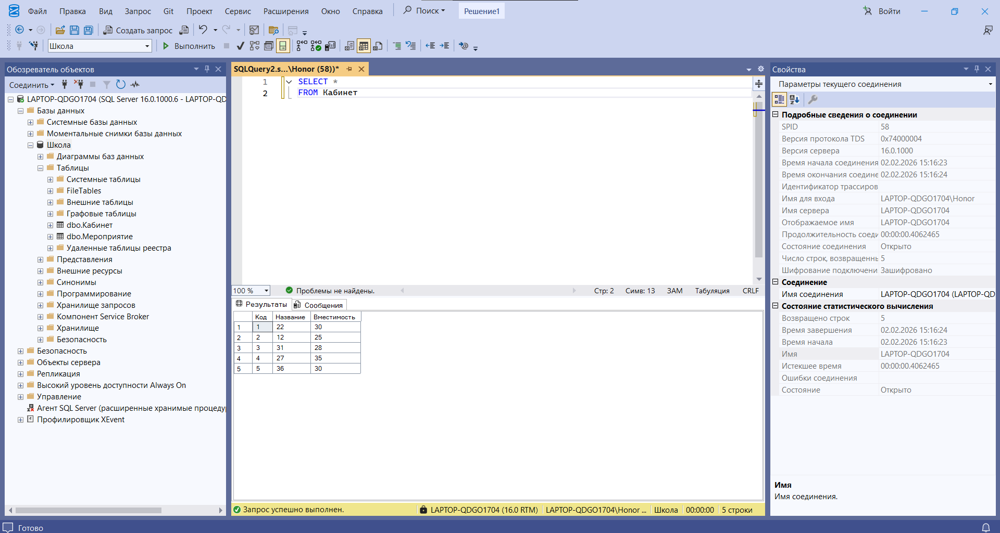 Файл Правка Вид Запрос Git Проект Сервис Расширения Окно Справка Поиск Решение1 Войти
Создать запрос
Школа Выполнить
Обозреватель объектов
Соединить
LAPTOP-QDGO1704 (SQL Server 16.0.1000.6 - LAPTOP-QD
Базы данных
Системные базы данных
Моментальные снимки базы данных
Школа
Диаграммы баз данных
Таблицы
Системные таблицы
FileTables
Внешние таблицы
Графовые таблицы
dbo.Кабинет
dbo.Мероприятие
Удаленные таблицы реестра
Представления
Внешние ресурсы
Синонимы
Программирование
Хранилище запросов
Компонент Service Broker
Хранилище
Безопасность
Безопасность
Объекты сервера
Репликация
Высокий уровень доступности Always On
Управление
Агент SQL Server (расширенные хранимые процеду
Профилировщик XEvent
SQLQuery2.s...\Honor (58))*
1 SELECT *
2 FROM Кабинет
100 % Проблемы не найдены. Стр: 2 Симв: 13 ЗАМ Табуляция CRLF
Результаты Сообщения
Код Название Вместимость
1 1 22 30
2 2 12 25
3 3 31 28
4 4 27 35
5 5 36 30
Запрос успешно выполнен. LAPTOP-QDGO1704 (16.0 RTM) LAPTOP-QDGO1704\Honor ... Школа 00:00:00 5 строки
Свойства
Параметры текущего соединения
Подробные сведения о соединении
SPID 58
Версия протокола TDS 0x74000004
Версия сервера 16.0.1000
Время начала соединения 02.02.2026 15:16:23
Время окончания соедине 02.02.2026 15:16:24
Идентификатор трассиров
Имя для входа LAPTOP-QDGO1704\Honor
Имя сервера LAPTOP-QDGO1704
Отображаемое имя LAPTOP-QDGO1704
Продолжительность соеди 00:00:00.4062465
Состояние соединения Открыто
Число строк, возвращеннь 5
Шифрование подключени Зашифровано
Соединение
Имя соединения LAPTOP-QDGO1704 (LAPTOP-QD
Состояние статистического вычисления
Возвращено строк 5
Время завершения 02.02.2026 15:16:24
Время начала 02.02.2026 15:16:23
Имя LAPTOP-QDGO1704
Истекшее время 00:00:00.4062465
Ошибки соединения
Состояние Открыто
Имя
Имя соединения.
Готово